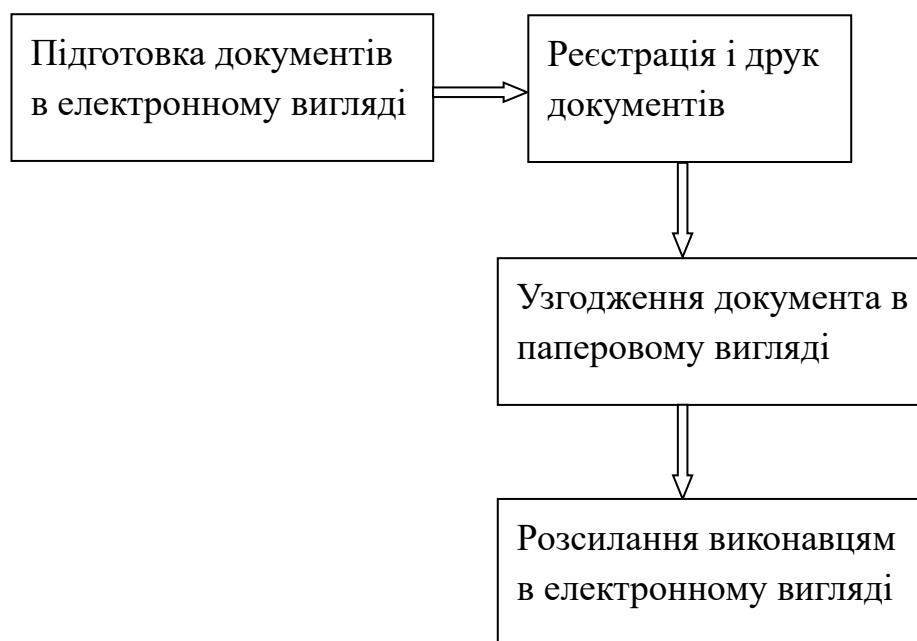 Підготовка документів
в електронному вигляді
Реєстрація і друк
документів
Узгодження документа в
паперовому вигляді
Розсилання виконавцям
в електронному вигляді